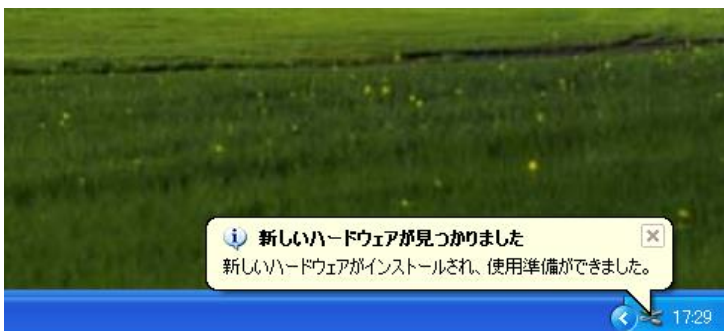 新しいハードウェアが見つかりました
新しいハードウェアがインストールされ、使用準備ができました。
17:29